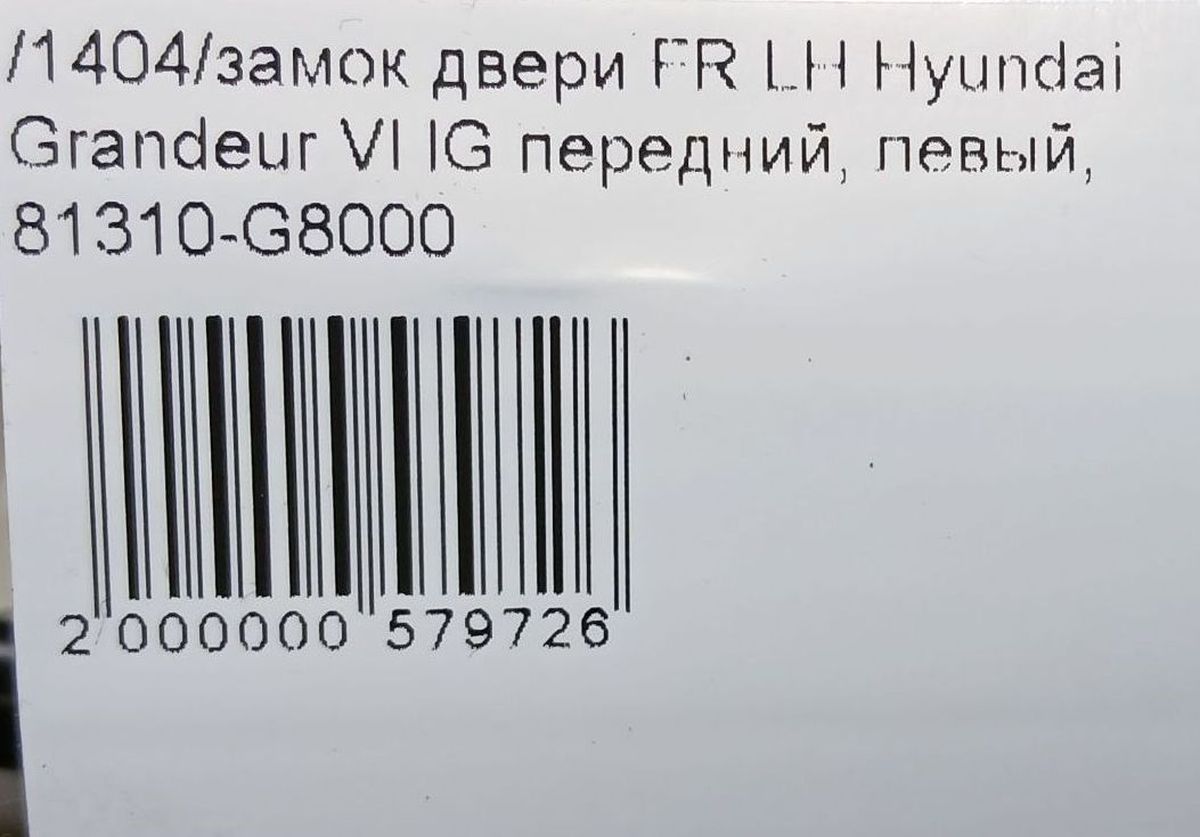 /1404/замок двери FR LH Hyundai
Grandeur VI IG передний, левый,
81310-G8000
2 000000 579726